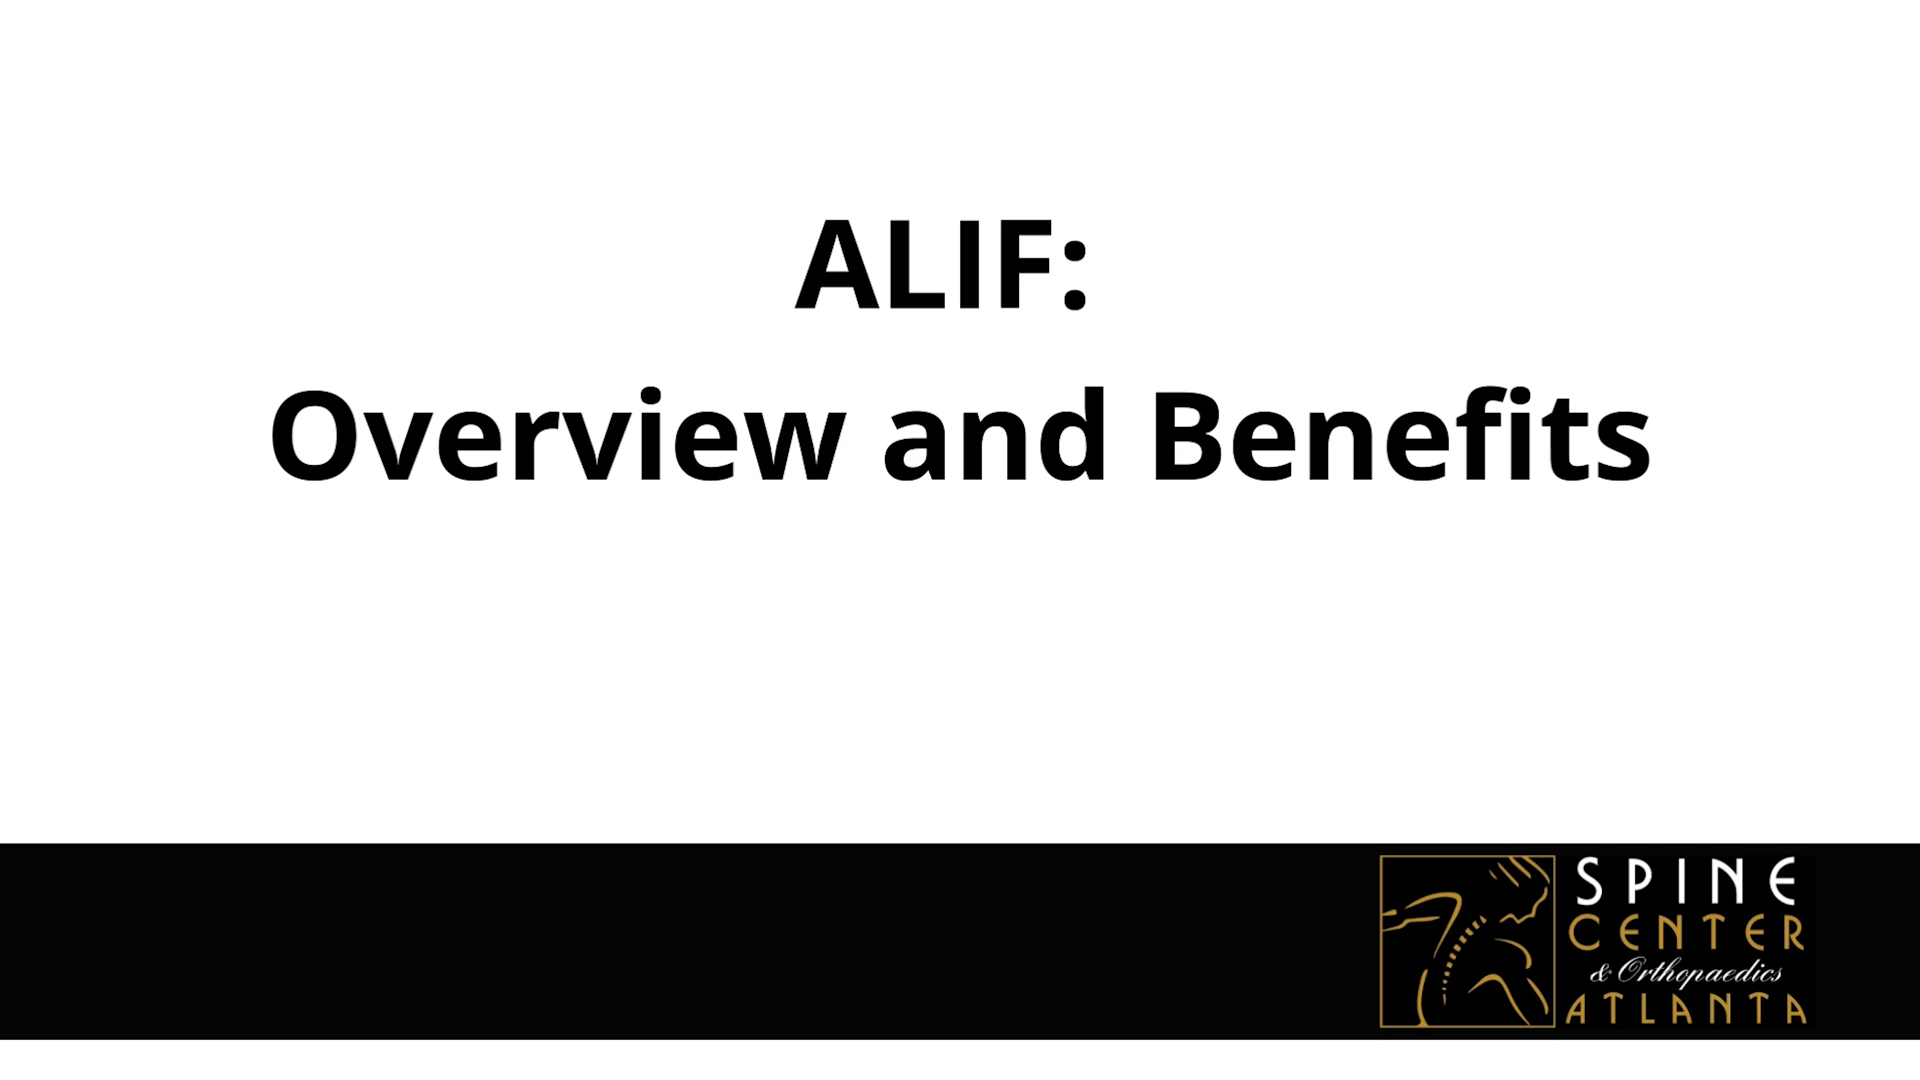 ALIF:
Overview and Benefits
SPINE
CENTER
& Orthopaedics
ATLANTA